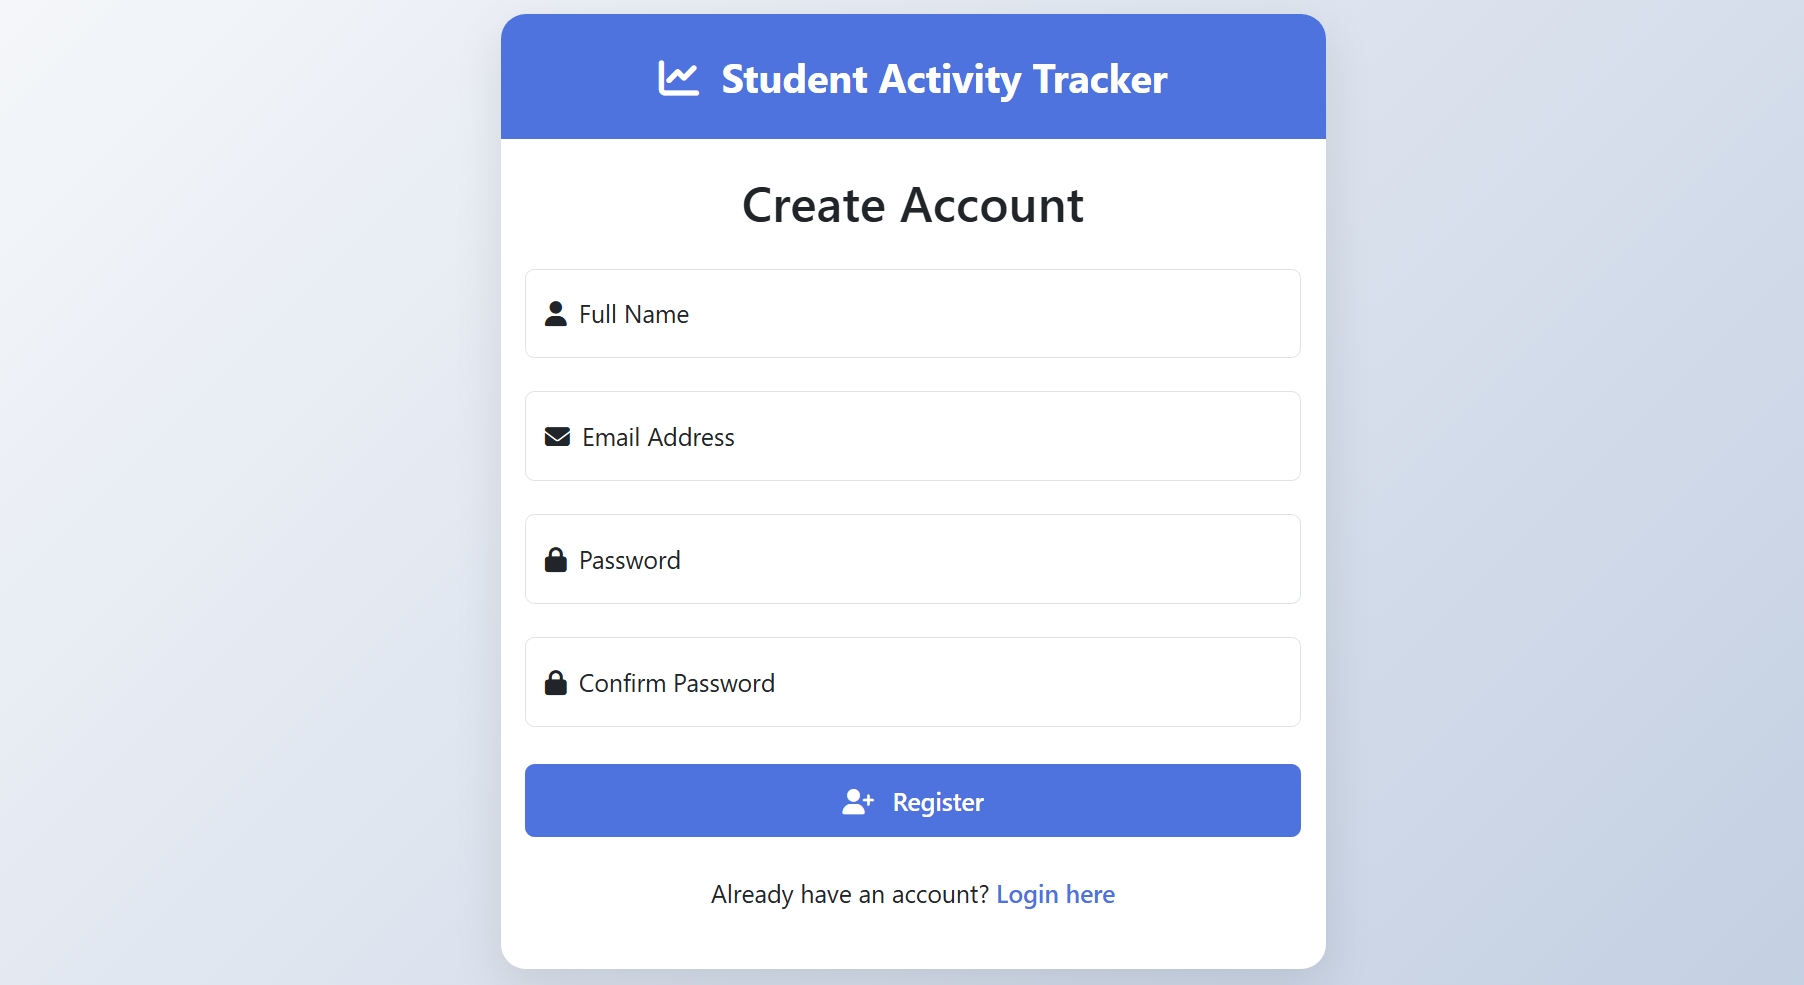 Student Activity Tracker
Create Account
Full Name
Email Address
Password
Confirm Password
Register
Already have an account? Login here